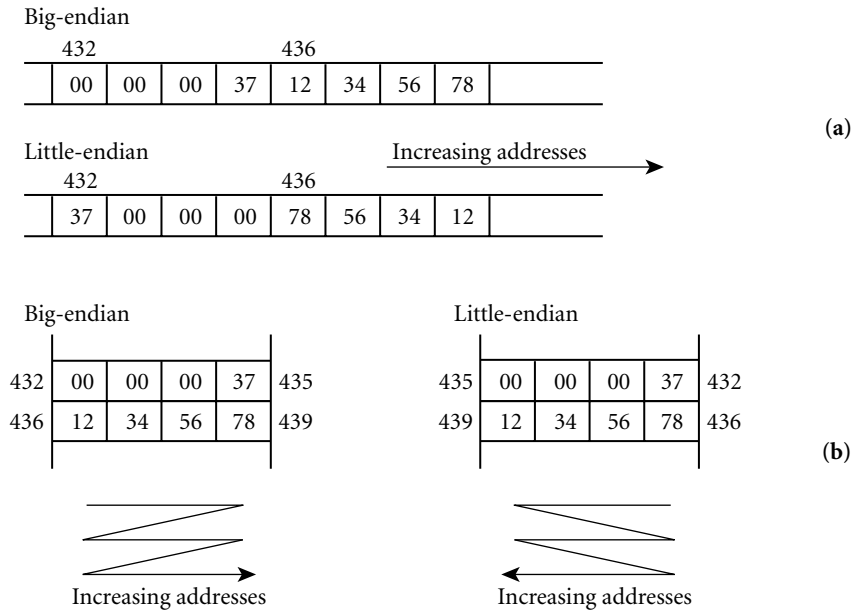 Big-endian
432 436
00 00 00 37 12 34 56 78
(a)
Little-endian Increasing addresses
432 436
37 00 00 00 78 56 34 12
Big-endian Little-endian
432 00 00 00 37 435 435 00 00 00 37 432
436 12 34 56 78 439 439 12 34 56 78 436
(b)
Increasing addresses Increasing addresses